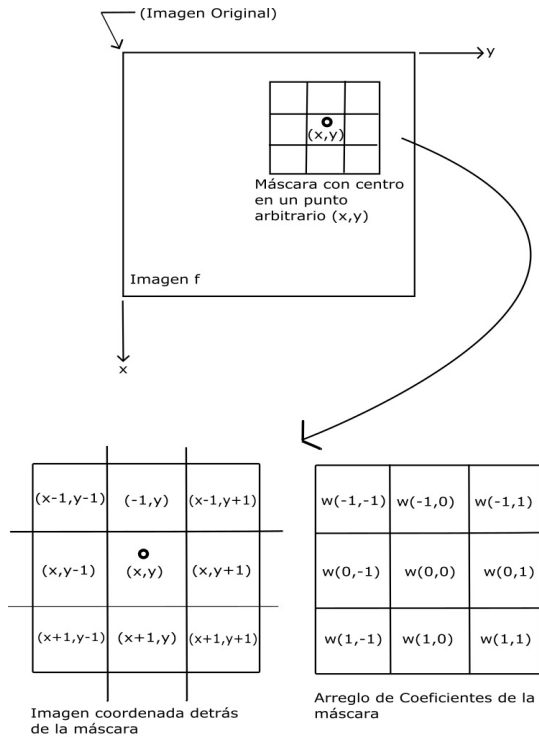 (Imagen Original)
y
(x,y)
Máscara con centro
en un punto
arbitrario (x,y)
Imagen f
x
(x-1,y-1) (-1,y) (x-1,y+1)
(x,y-1) (x,y) (x,y+1)
(x+1,y-1) (x+1,y) (x+1,y+1)
Imagen coordenada detrás
de la máscara
w(-1,-1) w(-1,0) w(-1,1)
w(0,-1) w(0,0) w(0,1)
w(1,-1) w(1,0) w(1,1)
Arreglo de Coeficientes de la
máscara